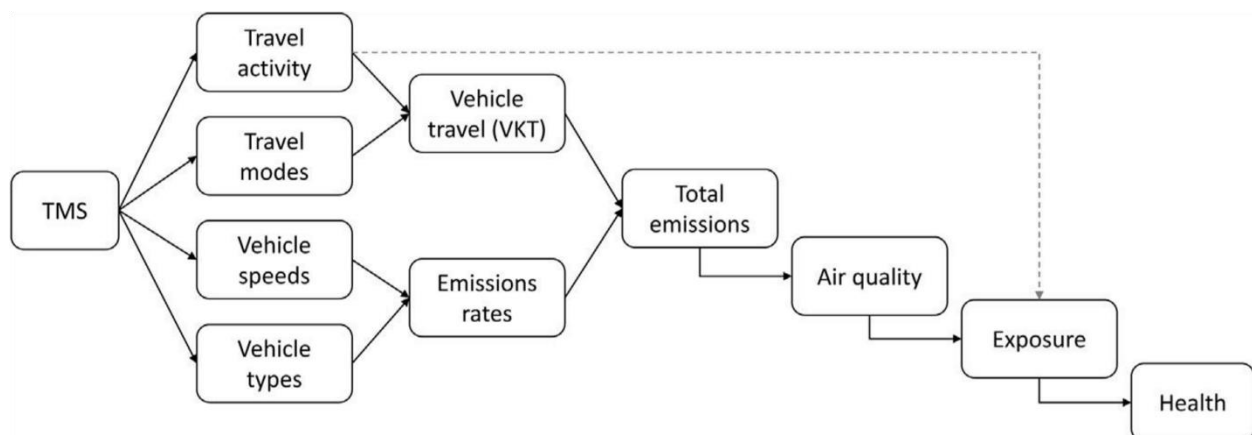 TMS
Travel
activity
Travel
modes
Vehicle
speeds
Vehicle
types
Vehicle
travel (VKT)
Emissions
rates
Total
emissions
Air quality
Exposure
Health